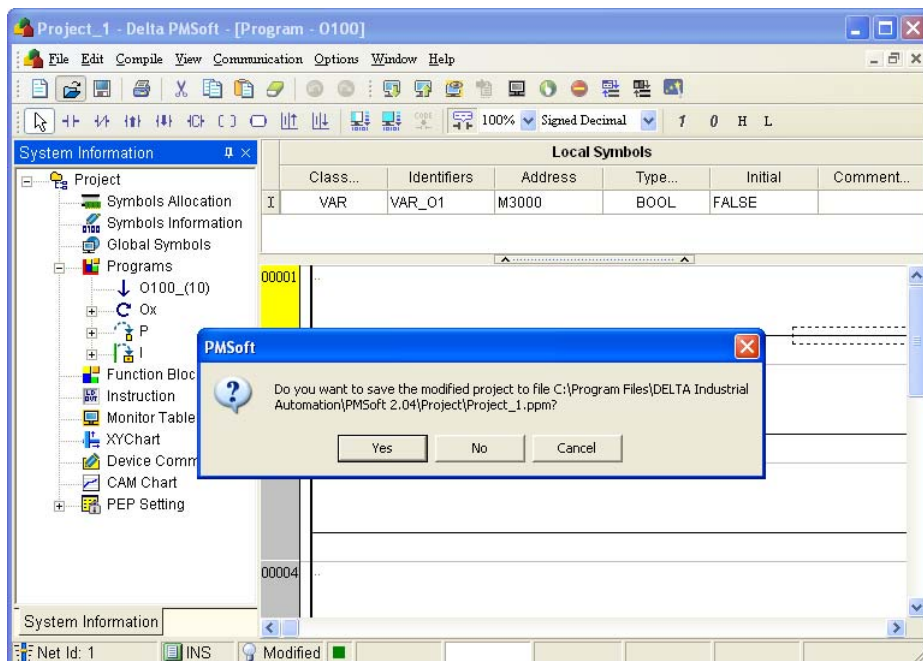 Project_1 - Delta PMSoft - [Program - O100]
File Edit Compile View Communication Options Window Help
100% Signed Decimal 1 0 H L
System Information
Project
Symbols Allocation
Symbols Information
Global Symbols
Programs
O100_(10)
Ox
P
I
Function Bloc
Instruction
Monitor Table
XYChart
Device Comm
CAM Chart
PEP Setting
System Information
Local Symbols
Class... Identifiers Address Type... Initial Comment...
I VAR VAR_O1 M3000 BOOL FALSE
00001
PMSoft
Do you want to save the modified project to file C:\Program Files\DELTA Industrial
Automation\PMSoft 2.04\Project\Project_1.ppm?
Yes No Cancel
00004
Net Id: 1 INS Modified